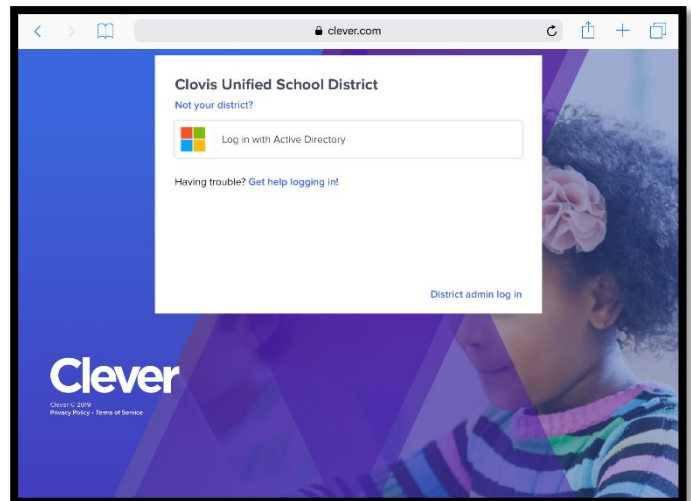 clever.com
Clovis Unified School District
Not your district?
Log in with Active Directory
Having trouble? Get help logging in!
District admin log in
Clever
Clever © 2019
Privacy Policy • Terms of Service